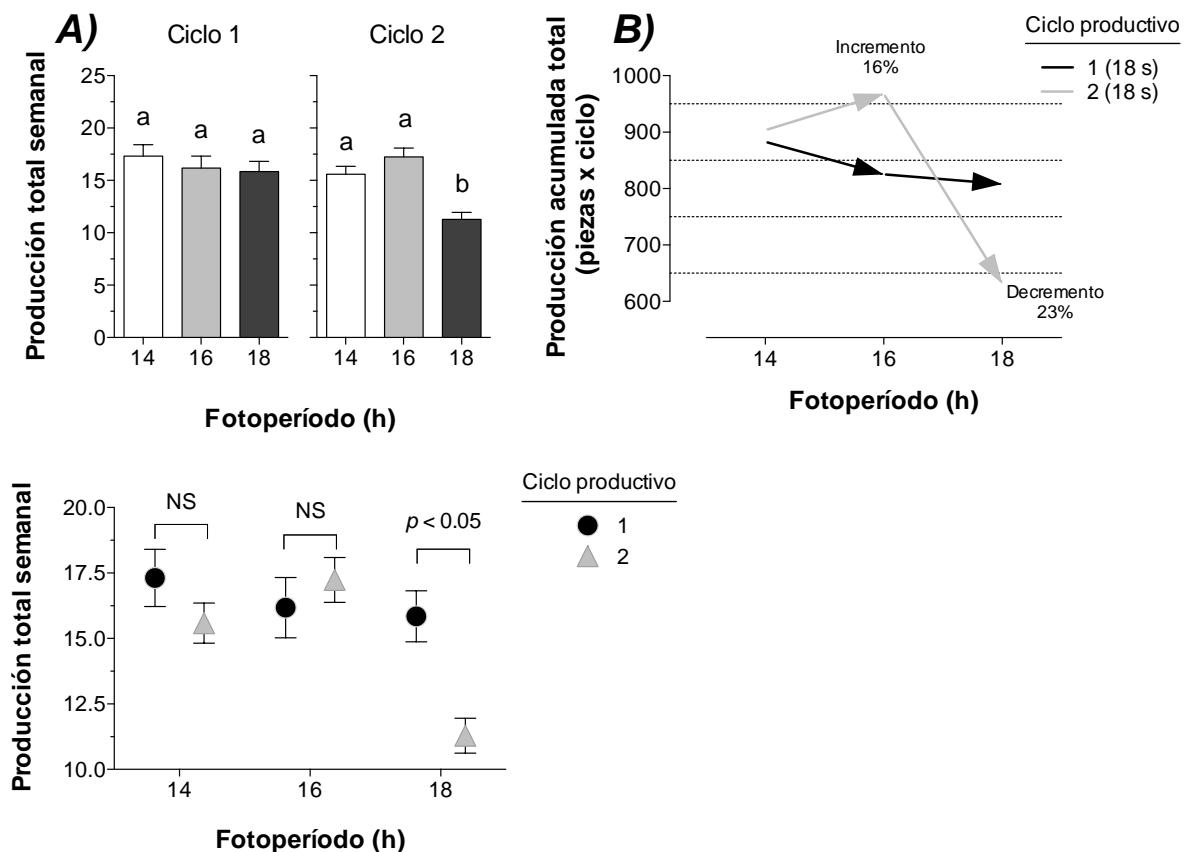 A)
Ciclo 1
Ciclo 2
Producción total semanal
25
20
15
10
5
0
a
a
a
a
a
b
14
16
18
14
16
18
Fotoperíodo (h)
B)
Incremento
16%
Ciclo productivo
1 (18 s)
2 (18 s)
Producción acumulada total
(piezas x ciclo)
1000
900
800
700
600
Decremento
23%
14
16
18
Fotoperíodo (h)
Producción total semanal
20.0
17.5
15.0
12.5
10.0
NS
NS
p < 0.05
14
16
18
Fotoperíodo (h)
Ciclo productivo
1
2